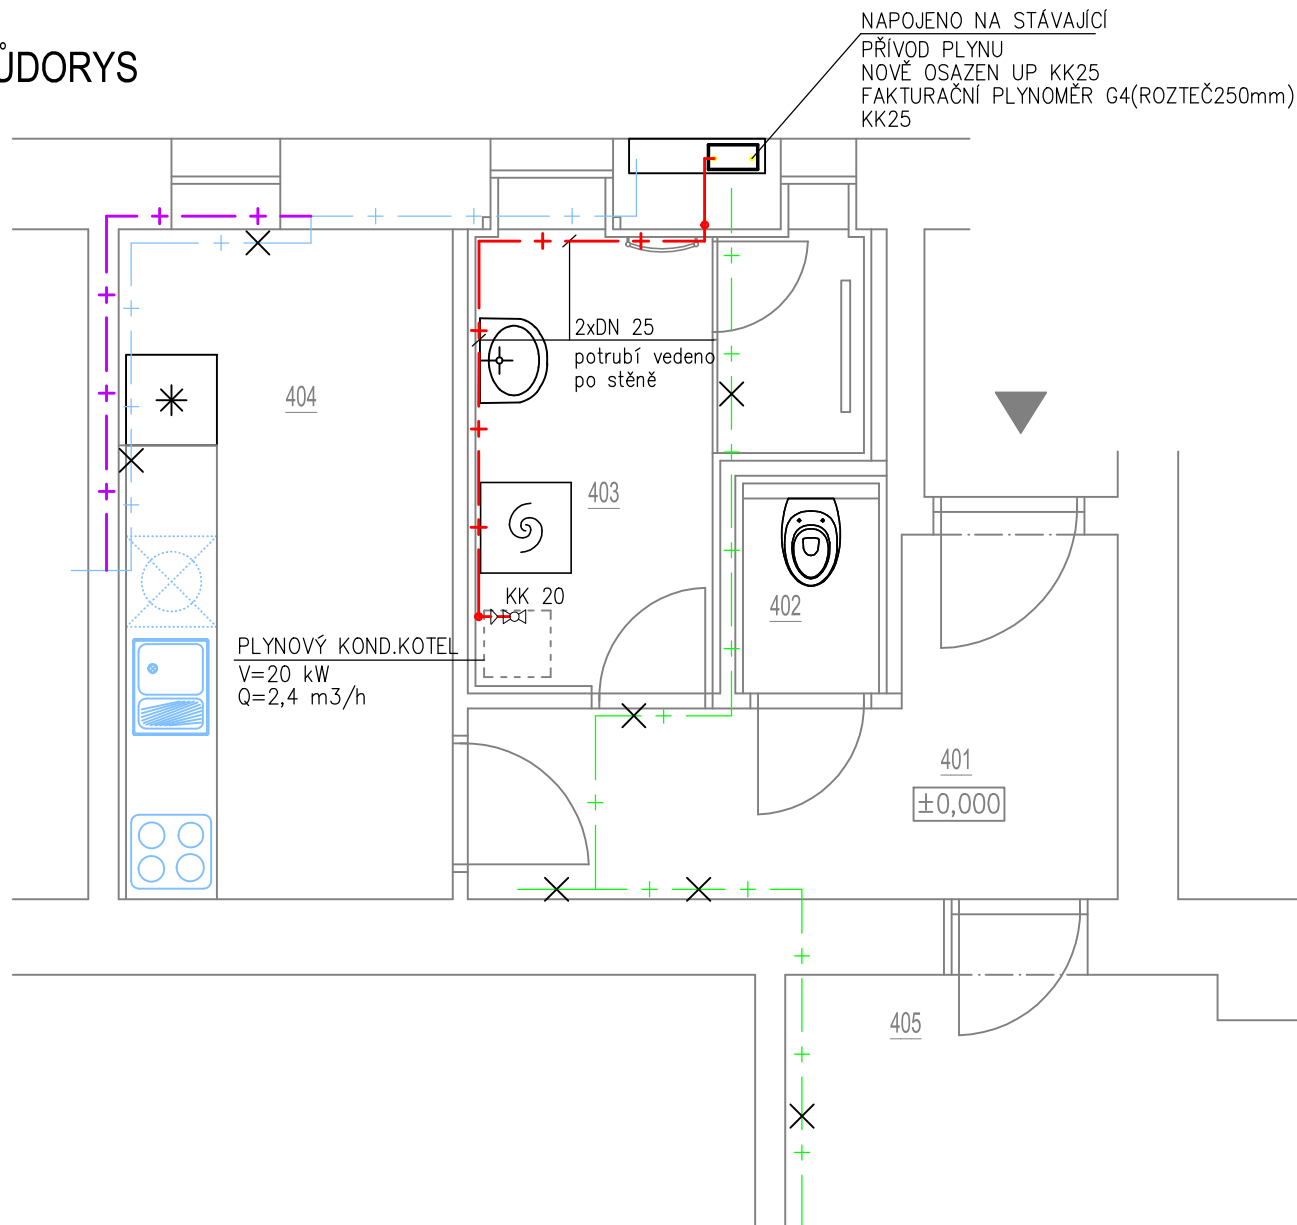 ŮDORYS
NAPOJENO NA STÁVAJÍCÍ
PŘÍVOD PLYNU
NOVĚ OSAZEN UP KK25
FAKTURAČNÍ PLYNOMĚR G4(ROZTEČ250mm)
KK25
2xDN 25
potrubí vedeno
po stěně
404
403
KK 20
402
PLYNOVÝ KOND.KOTEL
V=20 kW
Q=2,4 m3/h
401
±0,000
405